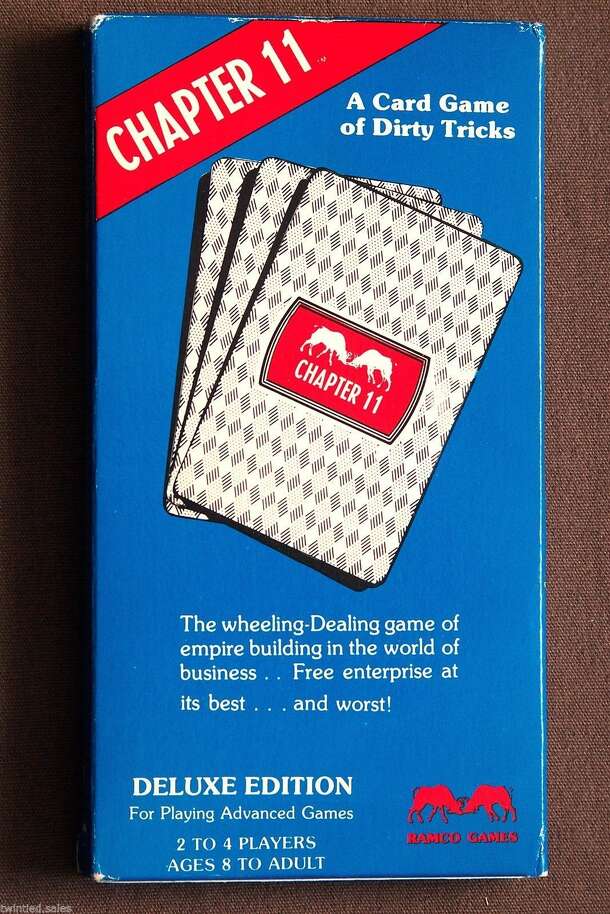 CHAPTER 11
A Card Game
of Dirty Tricks
CHAPTER 11
The wheeling-Dealing game of
empire building in the world of
business . . Free enterprise at
its best . . . and worst!
DELUXE EDITION
For Playing Advanced Games
2 TO 4 PLAYERS
AGES 8 TO ADULT
RAMCO GAMES
twintied.sales